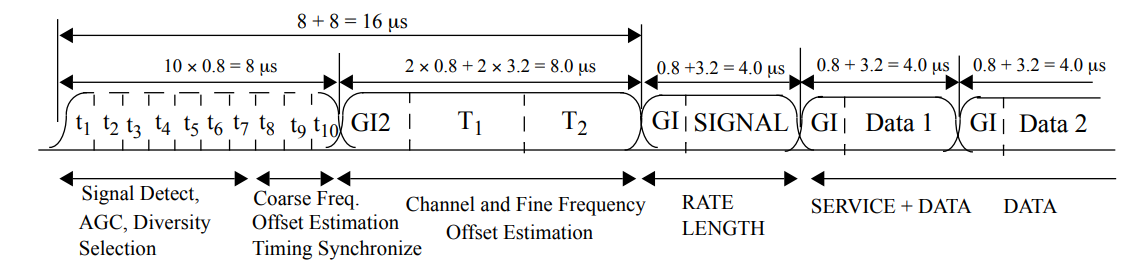 8 + 8 = 16 μs
10 × 0.8 = 8 μs
2 × 0.8 + 2 × 3.2 = 8.0 μs
0.8 +3.2 = 4.0 μs
0.8 + 3.2 = 4.0 μs
0.8 + 3.2 = 4.0 μs
t1 t2 t3 t4 t5 t6 t7 t8 t9 t10
GI2 T1 T2
GI SIGNAL
GI Data 1
GI Data 2
Signal Detect,
AGC, Diversity
Selection
Coarse Freq.
Offset Estimation
Timing Synchronize
Channel and Fine Frequency
Offset Estimation
RATE
LENGTH
SERVICE + DATA
DATA